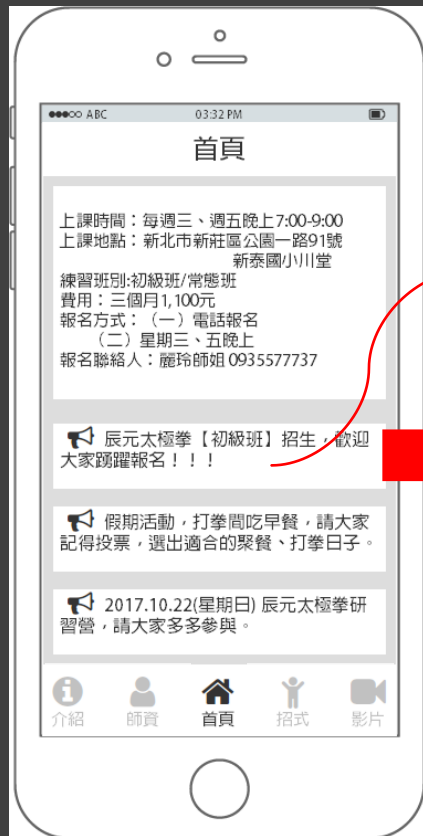 ABC 03:32 PM
首頁
上課時間：每週三、週五晚上7:00-9:00
上課地點：新北市新莊區公園一路91號
新泰國小川堂
練習班別:初級班/常態班
費用：三個月1,100元
報名方式：（一）電話報名
（二）星期三、五晚上
報名聯絡人：麗玲師姐 0935577737
辰元太極拳【初級班】招生，歡迎
大家踴躍報名！！！
假期活動，打拳間吃早餐，請大家
記得投票，選出適合的聚餐、打拳日子。
2017.10.22(星期日) 辰元太極拳研
習營，請大家多多參與。
介紹 師資 首頁 招式 影片